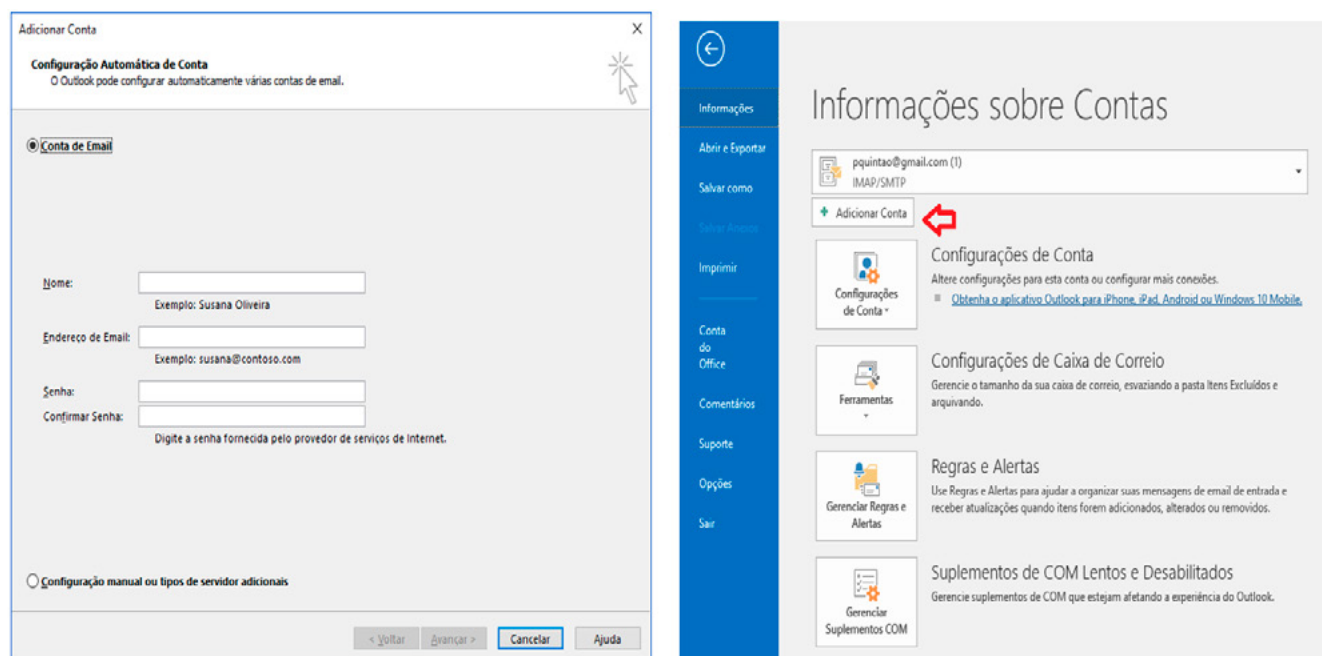 Adicionar Conta
Configuração Automática de Conta
O Outlook pode configurar automaticamente várias contas de email.
Conta de Email
Nome:
Exemplo: Susana Oliveira
Endereço de Email:
Exemplo: susana@contoso.com
Senha:
Confirmar Senha:
Digite a senha fornecida pelo provedor de serviços de Internet.
Configuração manual ou tipos de servidor adicionais
< Voltar
Avançar >
Cancelar
Ajuda
Informações
Abrir e Exportar
Salvar como
Salvar Anexos
Imprimir
Conta
do
Office
Comentários
Suporte
Opções
Sair
Informações sobre Contas
pquintao@gmail.com (1)
IMAP/SMTP
Adicionar Conta
Configurações
de Conta
Configurações de Conta
Altere configurações para esta conta ou configurar mais conexões.
Obtenha o aplicativo Outlook para iPhone, iPad, Android ou Windows 10 Mobile.
Ferramentas
Configurações de Caixa de Correio
Gerencie o tamanho da sua caixa de correio, esvaziando a pasta Itens Excluídos e
arquivando.
Gerenciar Regras e
Alertas
Regras e Alertas
Use Regras e Alertas para ajudar a organizar suas mensagens de email de entrada e
receber atualizações quando itens forem adicionados, alterados ou removidos.
Gerenciar
Suplementos COM
Suplementos de COM Lentos e Desabilitados
Gerencie suplementos de COM que estejam afetando a experiência do Outlook.